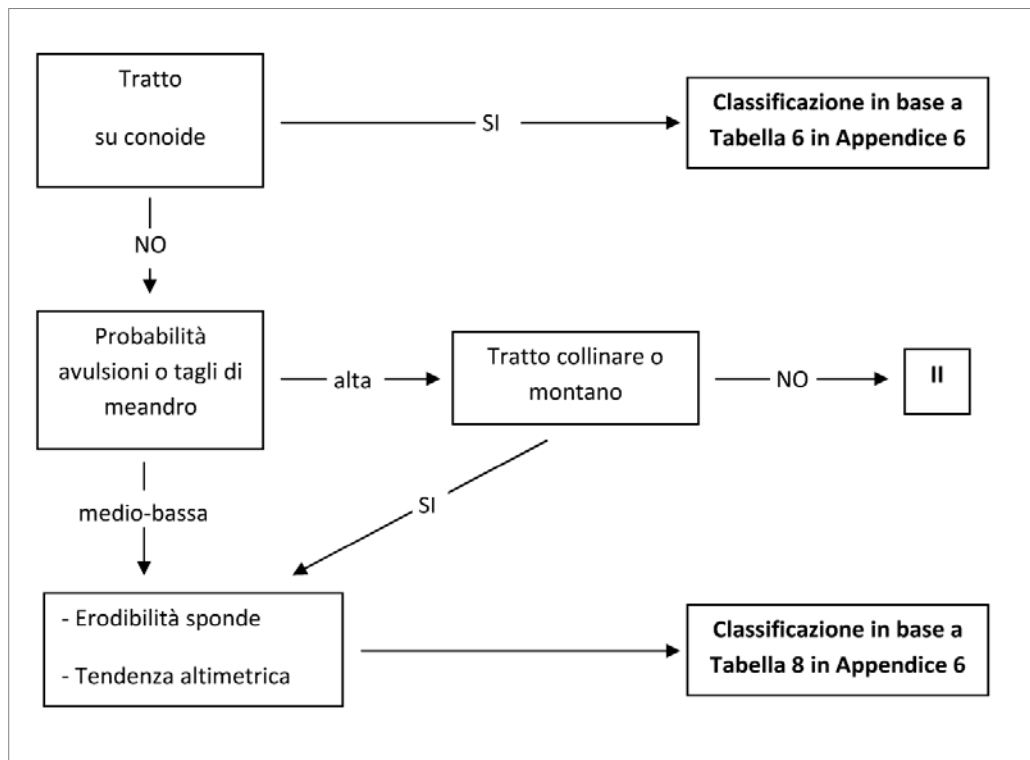 Tratto
su conoide
SI
Classificazione in base a
Tabella 6 in Appendice 6
NO
Probabilità
avulsioni o tagli di
meandro
alta
Tratto collinare o
montano
NO
II
medio-bassa
SI
- Erodibilità sponde
- Tendenza altimetrica
Classificazione in base a
Tabella 8 in Appendice 6